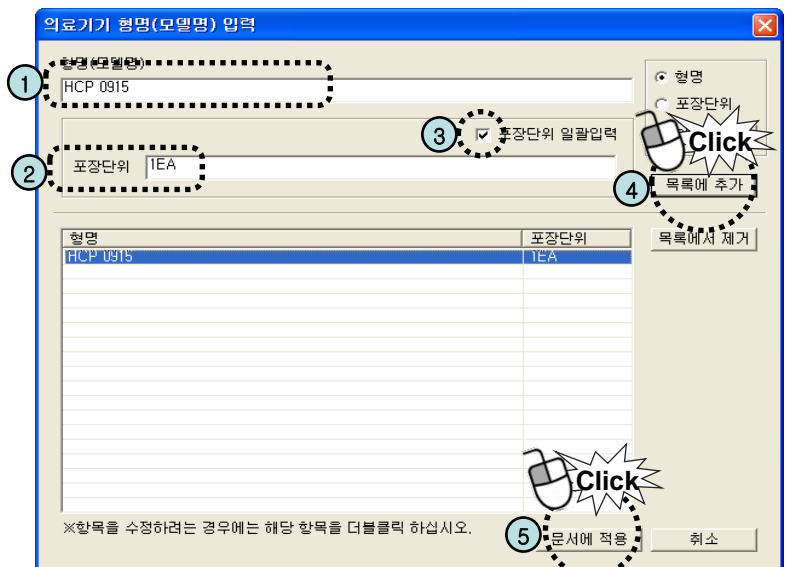 의료기기 형명(모델명) 입력
형명(모델명)
1
HCP 0915
형명
포장단위
3
포장단위 일괄입력
Click
2
포장단위 1EA
4
목록에 추가
형명 포장단위
목록에서 제거
HCP 0915 1EA
Click
※항목을 수정하려는 경우에는 해당 항목을 더블클릭 하십시오.
5
문서에 적용
취소